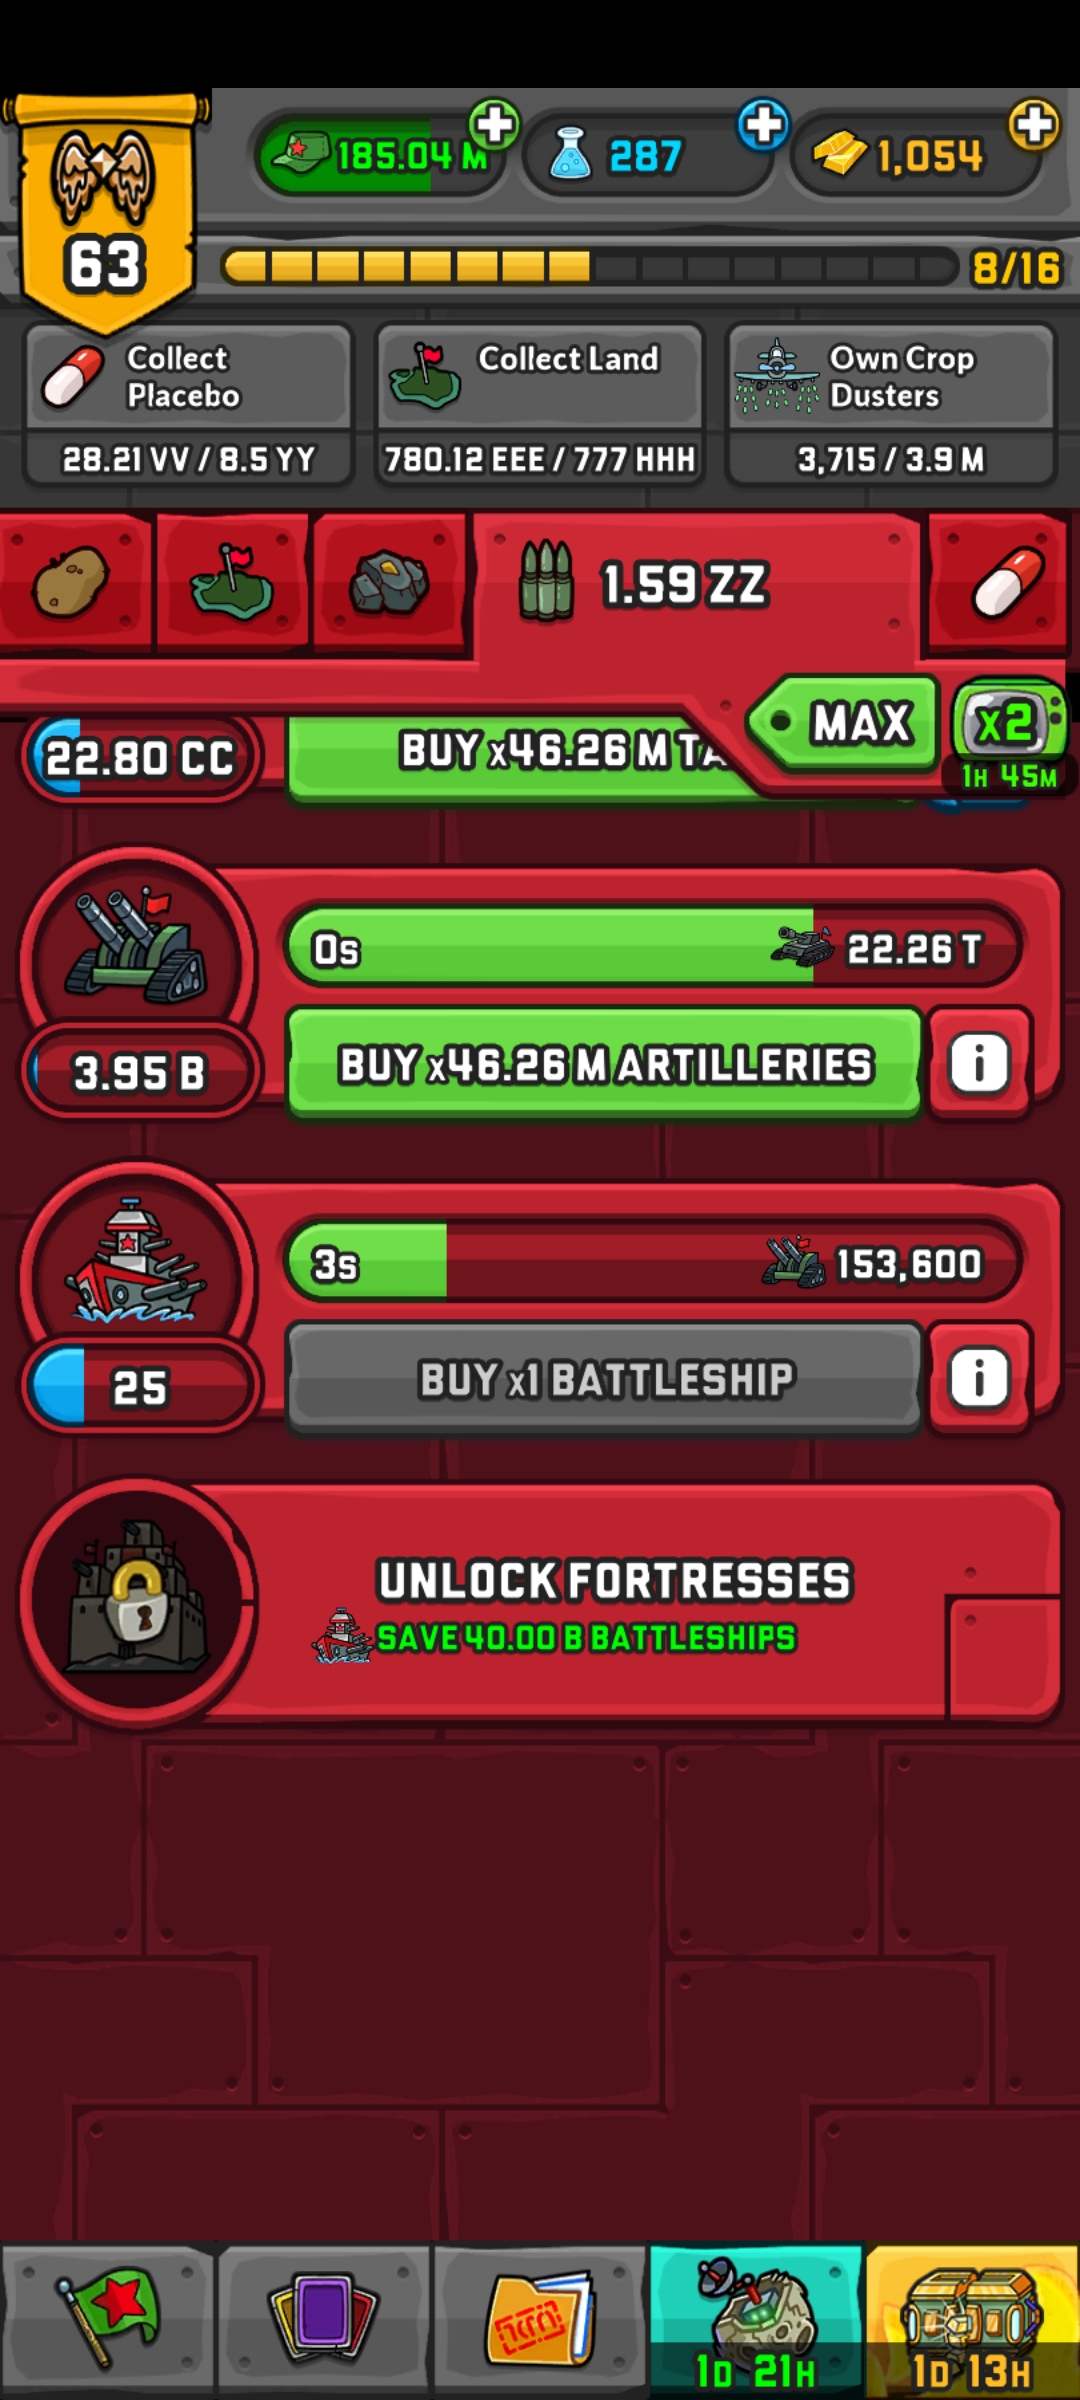 63
185.04 M
287
1,054
8/16
Collect
Placebo
28.21 VV / 8.5 YY
Collect Land
780.12 EEE / 777 HHH
Own Crop
Dusters
3,715 / 3.9 M
1.59 ZZ
MAX
x2
1H 45M
22.80 CC
BUY x46.26 M
0s
22.26 T
3.95 B
BUY x46.26 M ARTILLERIES
i
3s
153,600
25
BUY x1 BATTLESHIP
i
UNLOCK FORTRESSES
SAVE 40.00 B BATTLESHIPS
1D 21H
1D 13H